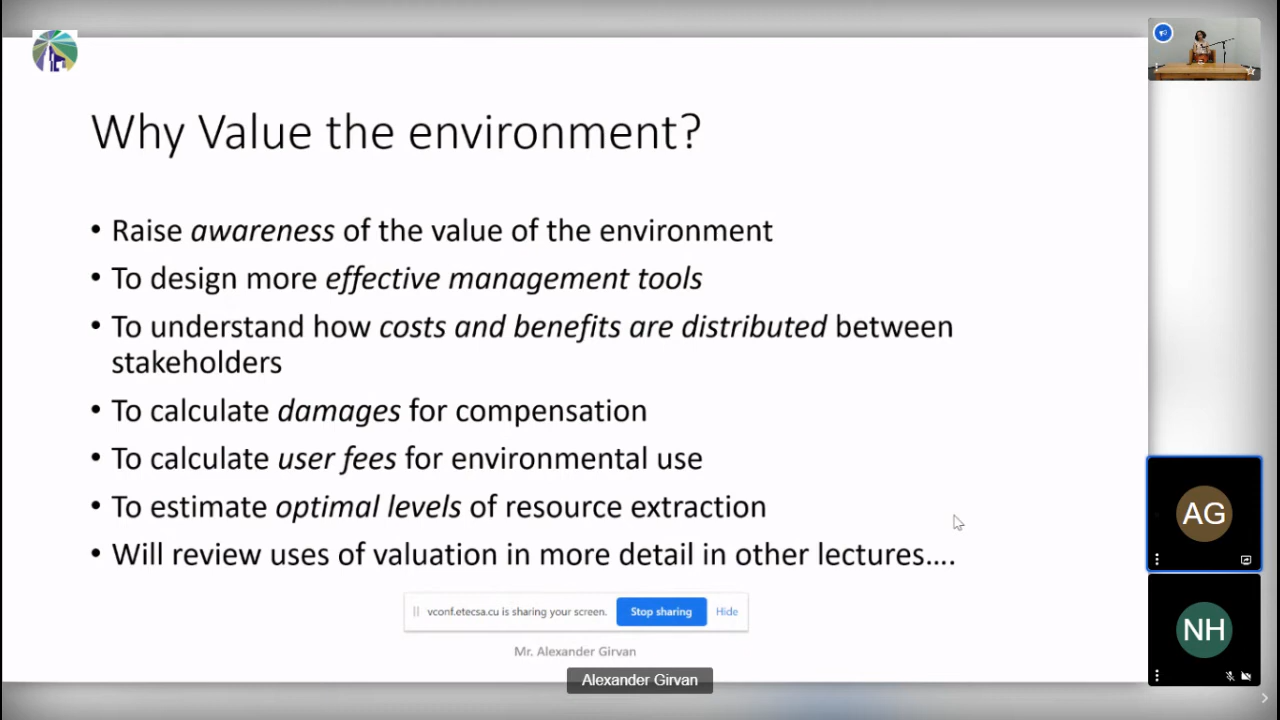 Why Value the environment?
• Raise awareness of the value of the environment
• To design more effective management tools
• To understand how costs and benefits are distributed between
stakeholders
• To calculate damages for compensation
• To calculate user fees for environmental use
• To estimate optimal levels of resource extraction
• Will review uses of valuation in more detail in other lectures....
vconf.etecsa.cu is sharing your screen. Stop sharing Hide
Mr. Alexander Girvan
Alexander Girvan
AG
NH